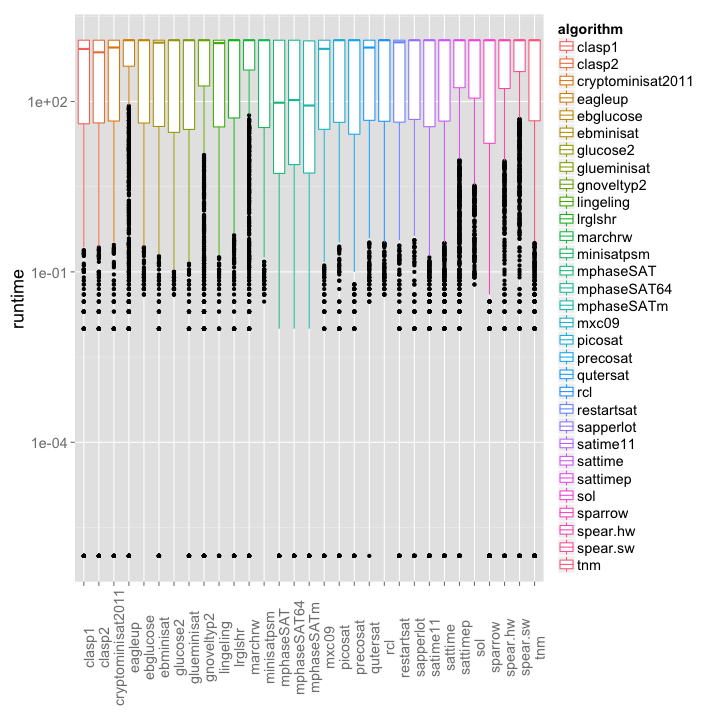 algorithm
clasp1
clasp2
cryptominisat2011
eagleup
ebglucose
ebminisat
glucose2
glueminisat
gnoveltyp2
lingeling
lrglshr
marchrw
minisatpsm
mphaseSAT
mphaseSAT64
mphaseSATm
mxc09
picosat
precosat
qutersat
rcl
restartsat
sapperlot
satime11
sattime
sattimep
sol
sparrow
spear.hw
spear.sw
tnm
runtime
1e+02
1e-01
1e-04
clasp1
clasp2
cryptominisat2011
eagleup
ebglucose
ebminisat
glucose2
glueminisat
gnoveltyp2
lingeling
lrglshr
marchrw
minisatpsm
mphaseSAT
mphaseSAT64
mphaseSATm
mxc09
picosat
precosat
qutersat
rcl
restartsat
sapperlot
satime11
sattime
sattimep
sol
sparrow
spear.hw
spear.sw
tnm